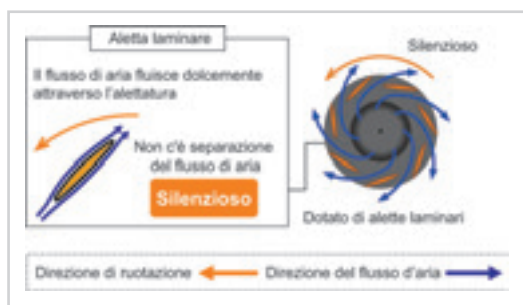 Aletta laminare
Il flusso di aria fluisce dolcemente
attraverso l'alettatura
Non c'è separazione
del flusso di aria
Silenzioso
Silenzioso
Dotato di alette laminari
Direzione di ruotazione
Direzione del flusso d'aria